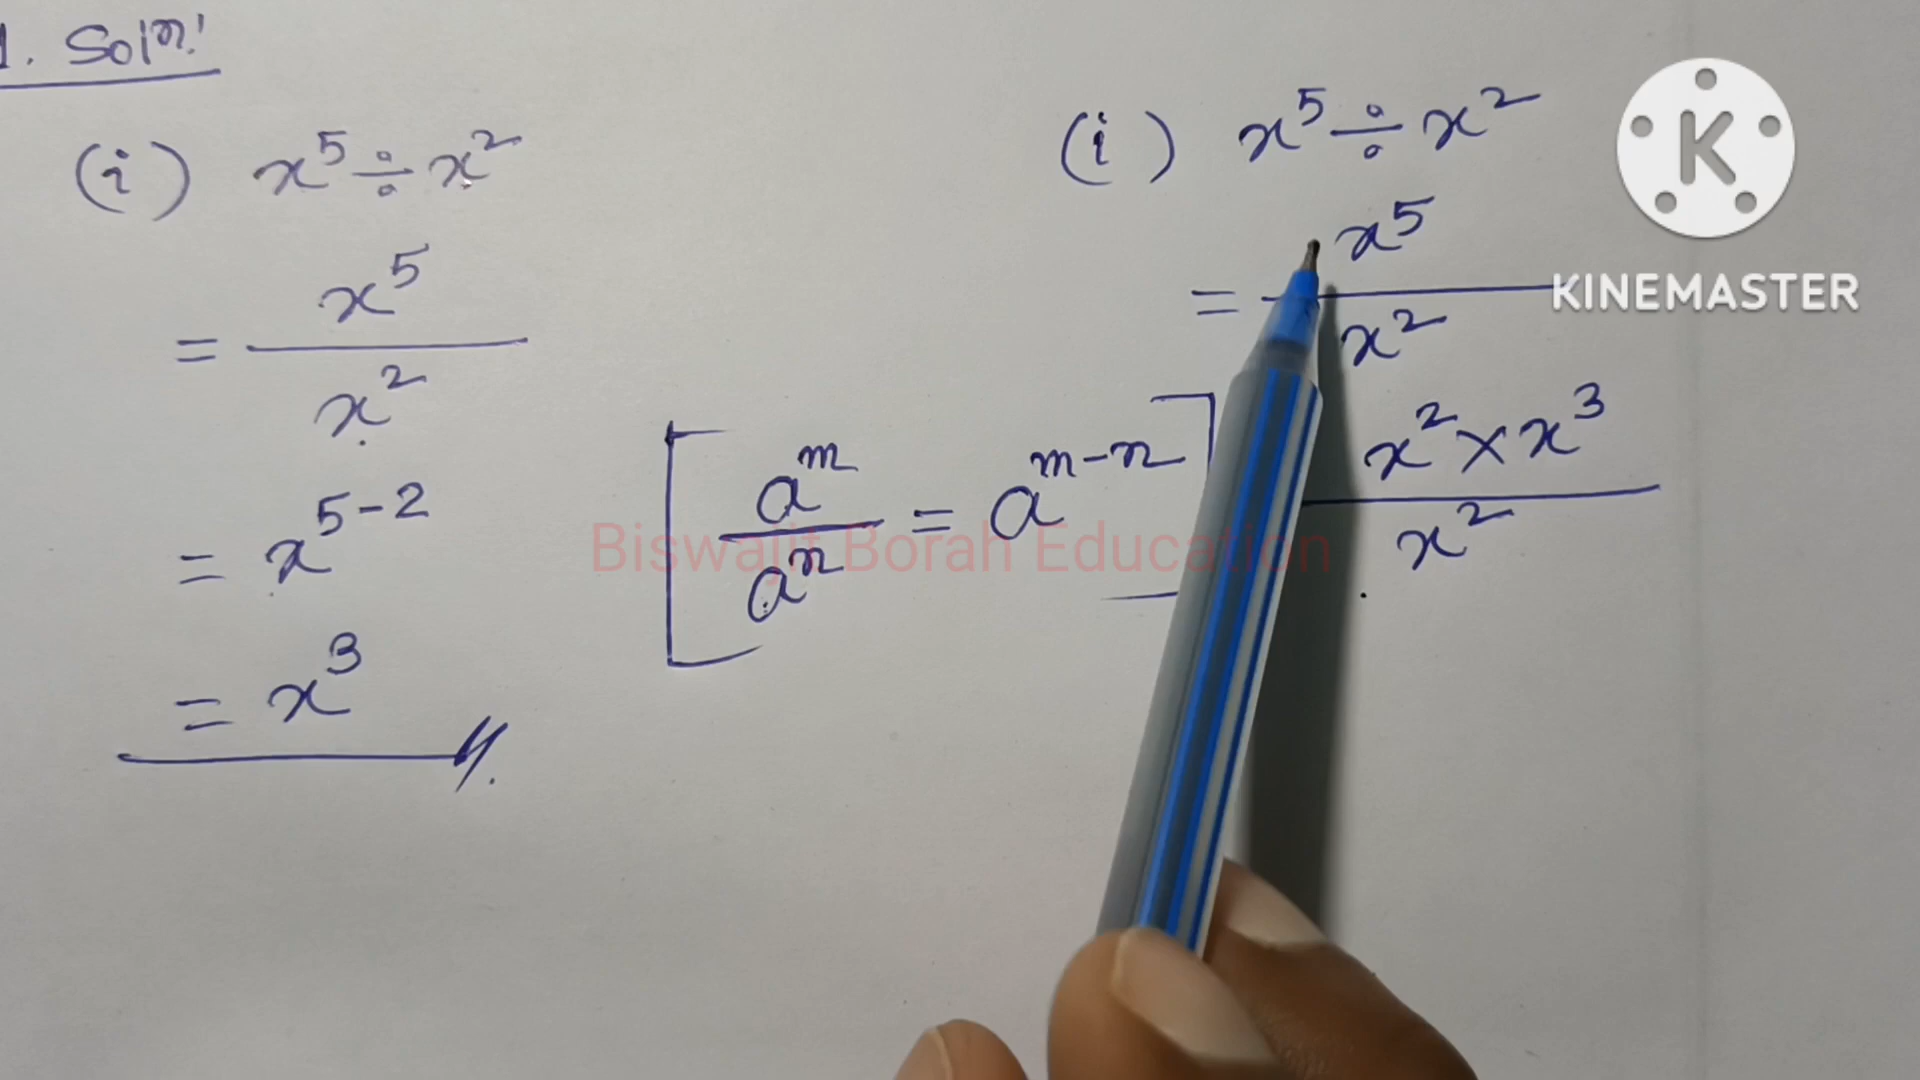 1. Soln:
(i) x⁵ ÷ x²
= x⁵ / x²
= x⁵⁻²
= x³
[ aᵐ / aⁿ = aᵐ⁻ⁿ ]
(i) x⁵ ÷ x²
= x⁵ / x²
x² × x³ / x²
KINEMASTER
Biswajit Borah Education